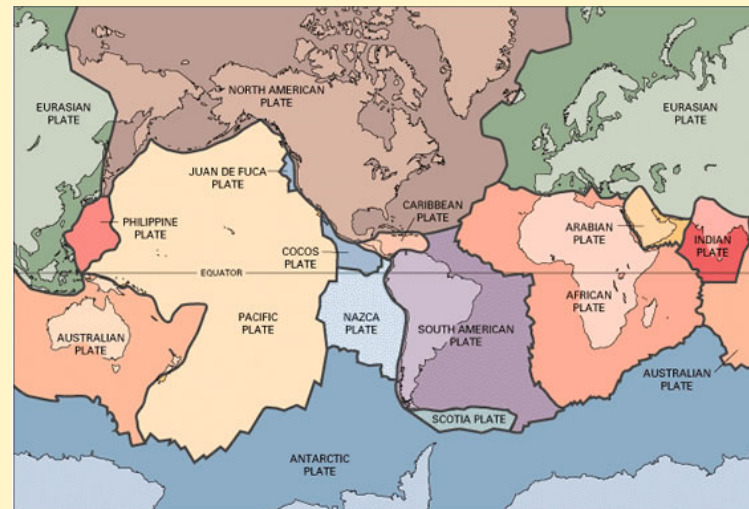 NORTH AMERICAN
PLATE
EURASIAN
PLATE
EURASIAN
PLATE
JUAN DE FUCA
PLATE
CARIBBEAN
PLATE
PHILIPPINE
PLATE
ARABIAN
PLATE
INDIAN
PLATE
COCOS
PLATE
EQUATOR
AFRICAN
PLATE
AUSTRALIAN
PLATE
PACIFIC
PLATE
NAZCA
PLATE
SOUTH AMERICAN
PLATE
AUSTRALIAN
PLATE
SCOTIA PLATE
ANTARCTIC
PLATE